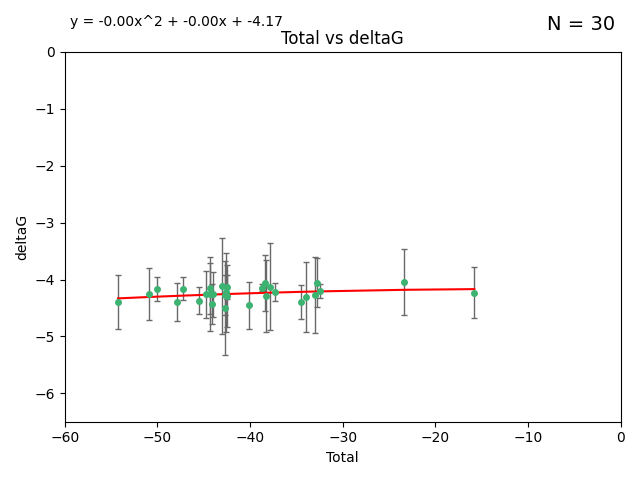 y = -0.00x^2 + -0.00x + -4.17
N = 30
Total vs deltaG
0
−1
−2
−3
−4
−5
−6
deltaG
−60 −50 −40 −30 −20 −10 0
Total